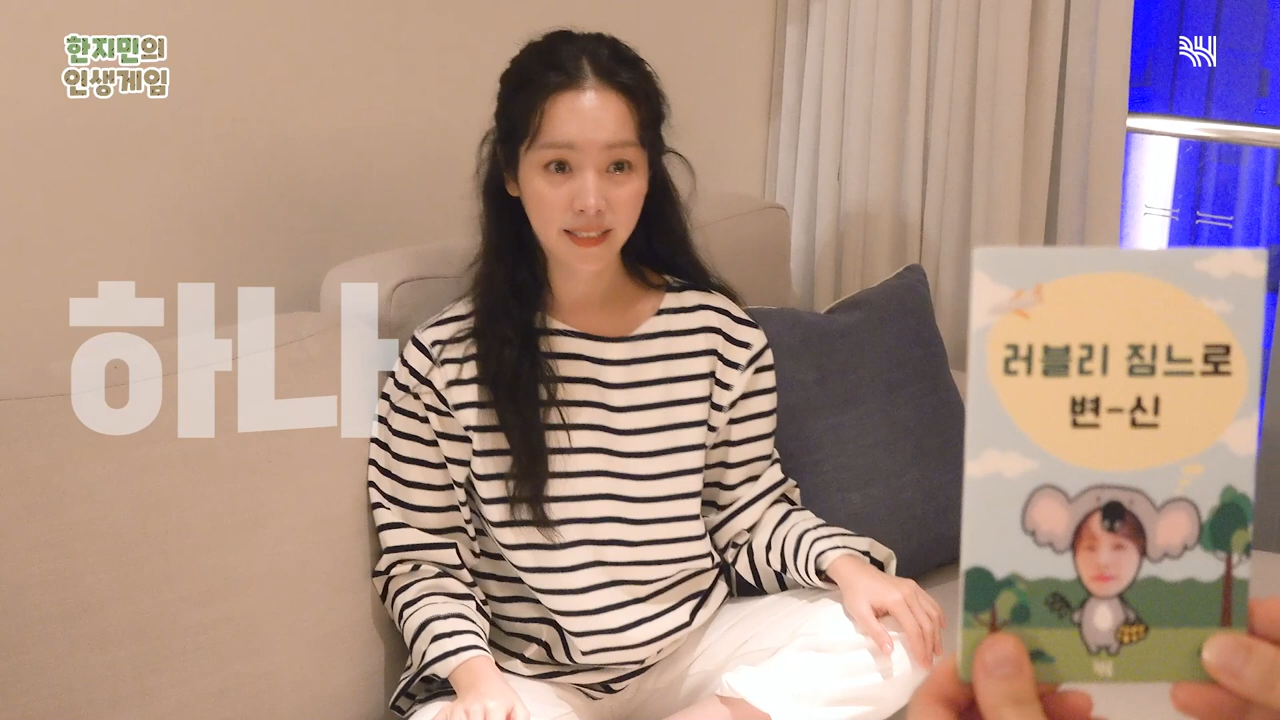 한지민의
인생게임
하나
러블리 짐느로
변-신